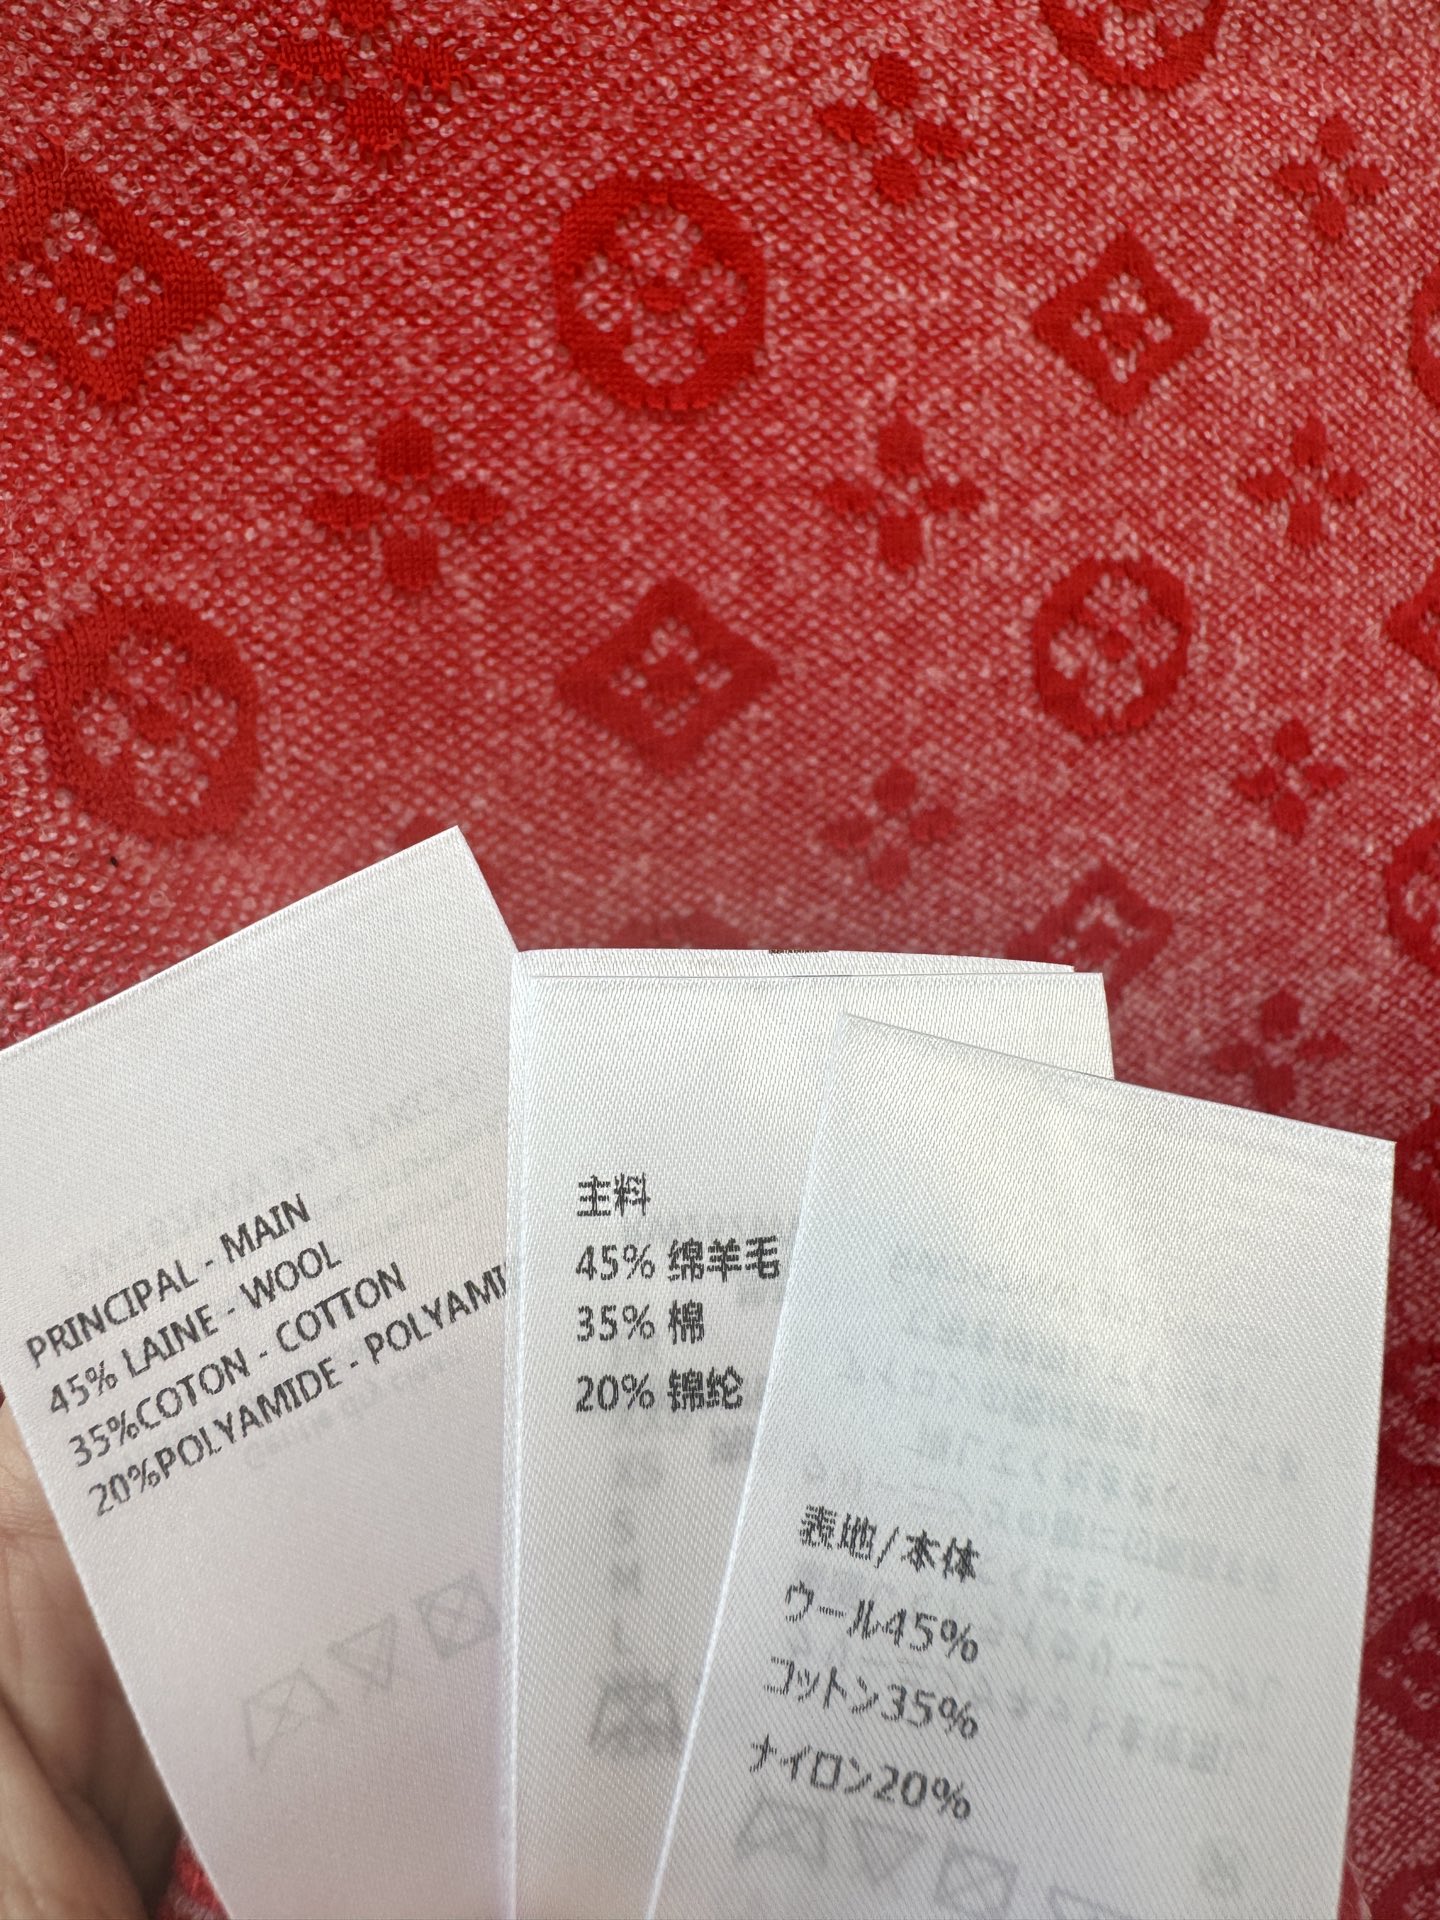 PRINCIPAL - MAIN
45% LAINE - WOOL
35%COTON - COTTON
20%POLYAMIDE - POLYAMI
主料
45% 绵羊毛
35% 棉
20% 锦纶
表地/本体
ウール45%
コットン35%
ナイロン20%